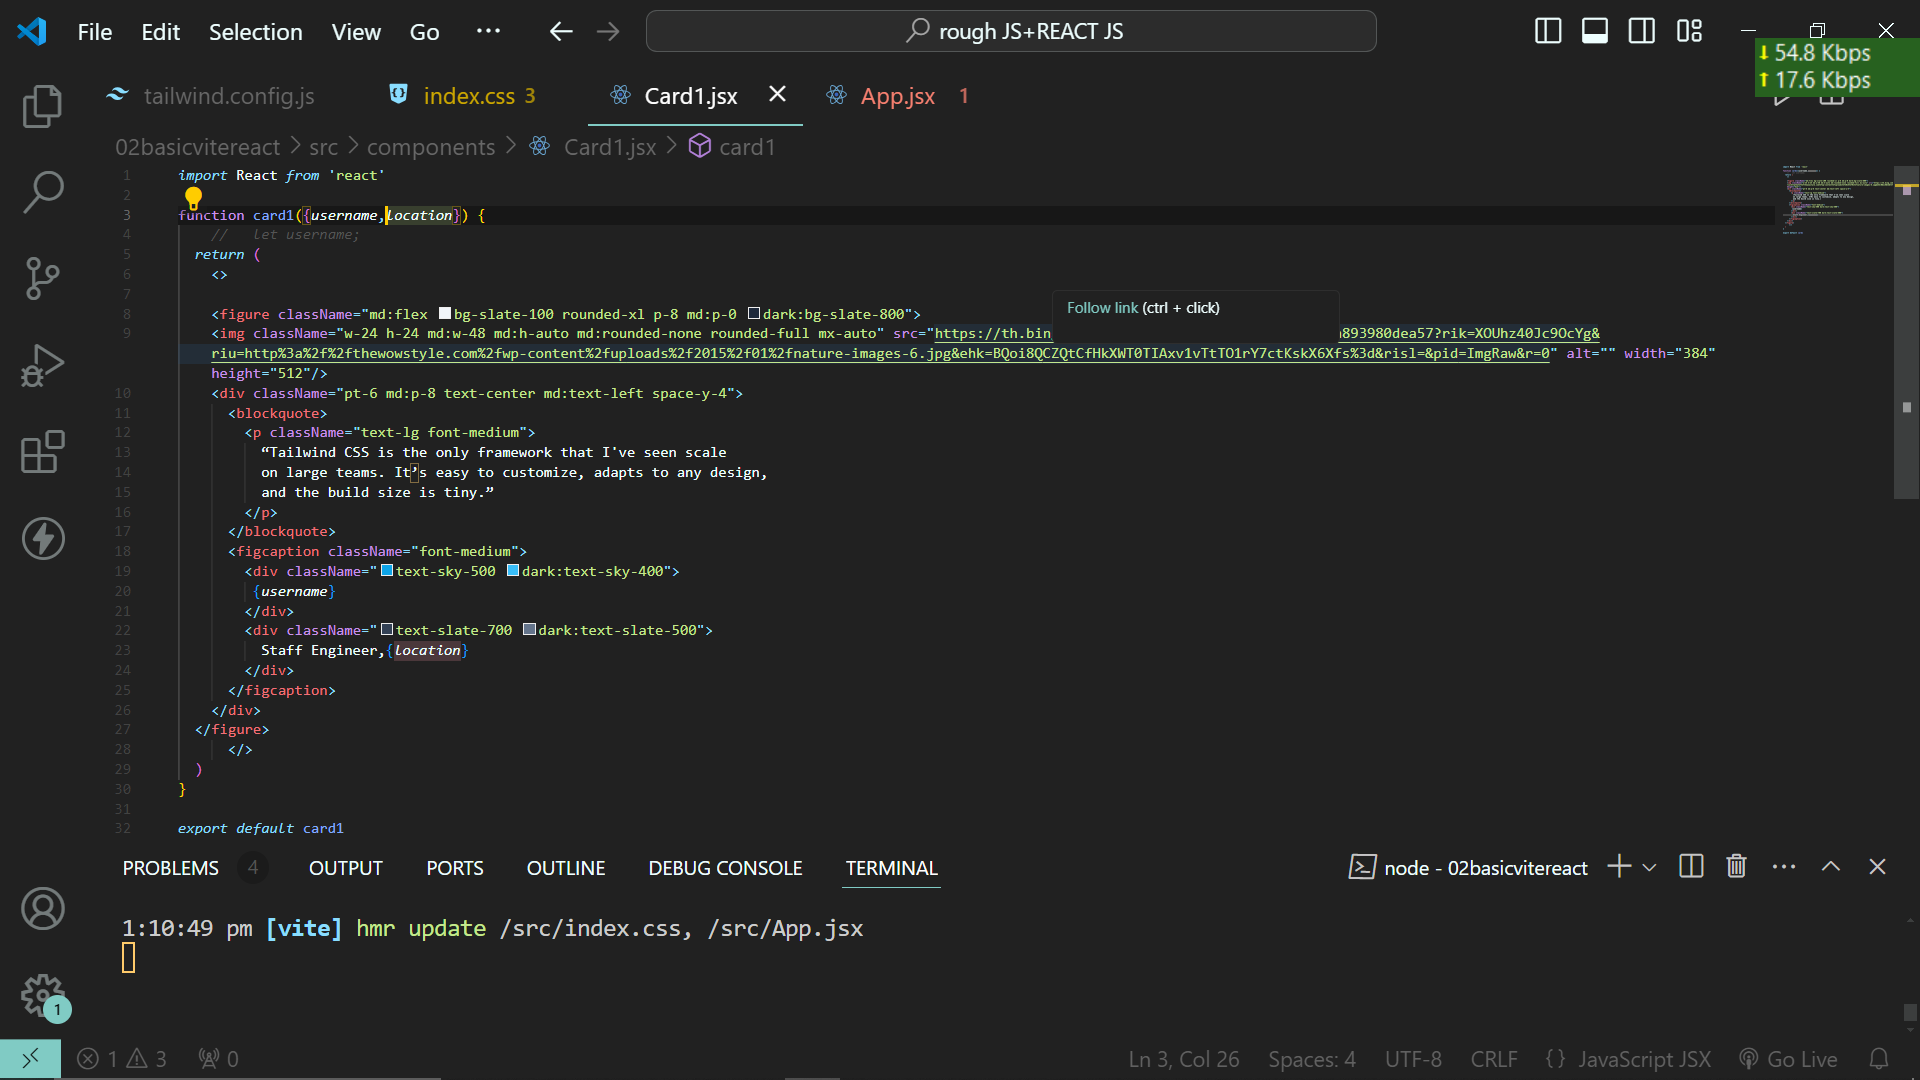 File Edit Selection View Go ··· rough JS+REACT JS
↓ 54.8 Kbps
↑ 17.6 Kbps
tailwind.config.js index.css 3 Card1.jsx App.jsx 1
02basicvitereact > src > components > Card1.jsx > card1
1 import React from 'react'
2
3 function card1({username,location}) {
4 //   let username;
5 return (
6 <>
7
8 <figure className="md:flex bg-slate-100 rounded-xl p-8 md:p-0 dark:bg-slate-800">
Follow link (ctrl + click)
9 <img className="w-24 h-24 md:w-48 md:h-auto md:rounded-none rounded-full mx-auto" src="https://th.bin 893980dea57?rik=XOUhz40Jc9OcYg&
riu=http%3a%2f%2fthewowstyle.com%2fwp-content%2fuploads%2f2015%2f01%2fnature-images-6.jpg&ehk=BQoi8QCZQtCfHkXWT0TIAxv1vTtTO1rY7ctKskX6Xfs%3d&risl=&pid=ImgRaw&r=0" alt="" width="384"
height="512"/>
10 <div className="pt-6 md:p-8 text-center md:text-left space-y-4">
11 <blockquote>
12 <p className="text-lg font-medium">
13 “Tailwind CSS is the only framework that I've seen scale
14 on large teams. It’s easy to customize, adapts to any design,
15 and the build size is tiny.”
16 </p>
17 </blockquote>
18 <figcaption className="font-medium">
19 <div className="text-sky-500 dark:text-sky-400">
20 {username}
21 </div>
22 <div className="text-slate-700 dark:text-slate-500">
23 Staff Engineer,{location}
24 </div>
25 </figcaption>
26 </div>
27 </figure>
28 </>
29 )
30 }
31
32 export default card1
PROBLEMS 4 OUTPUT PORTS OUTLINE DEBUG CONSOLE TERMINAL node - 02basicvitereact
1:10:49 pm [vite] hmr update /src/index.css, /src/App.jsx
1
1 3 0 Ln 3, Col 26 Spaces: 4 UTF-8 CRLF {} JavaScript JSX Go Live